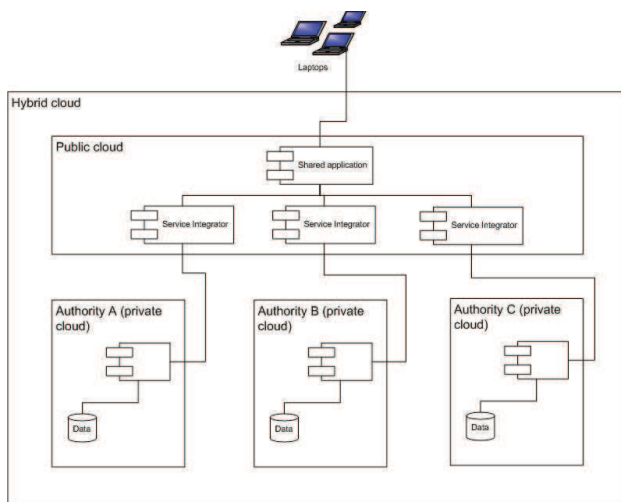 Laptops
Hybrid cloud
Public cloud
Shared application
Service Integrator
Service Integrator
Service Integrator
Authority A (private
cloud)
Authority B (private
cloud)
Authority C (private
cloud)
Data
Data
Data